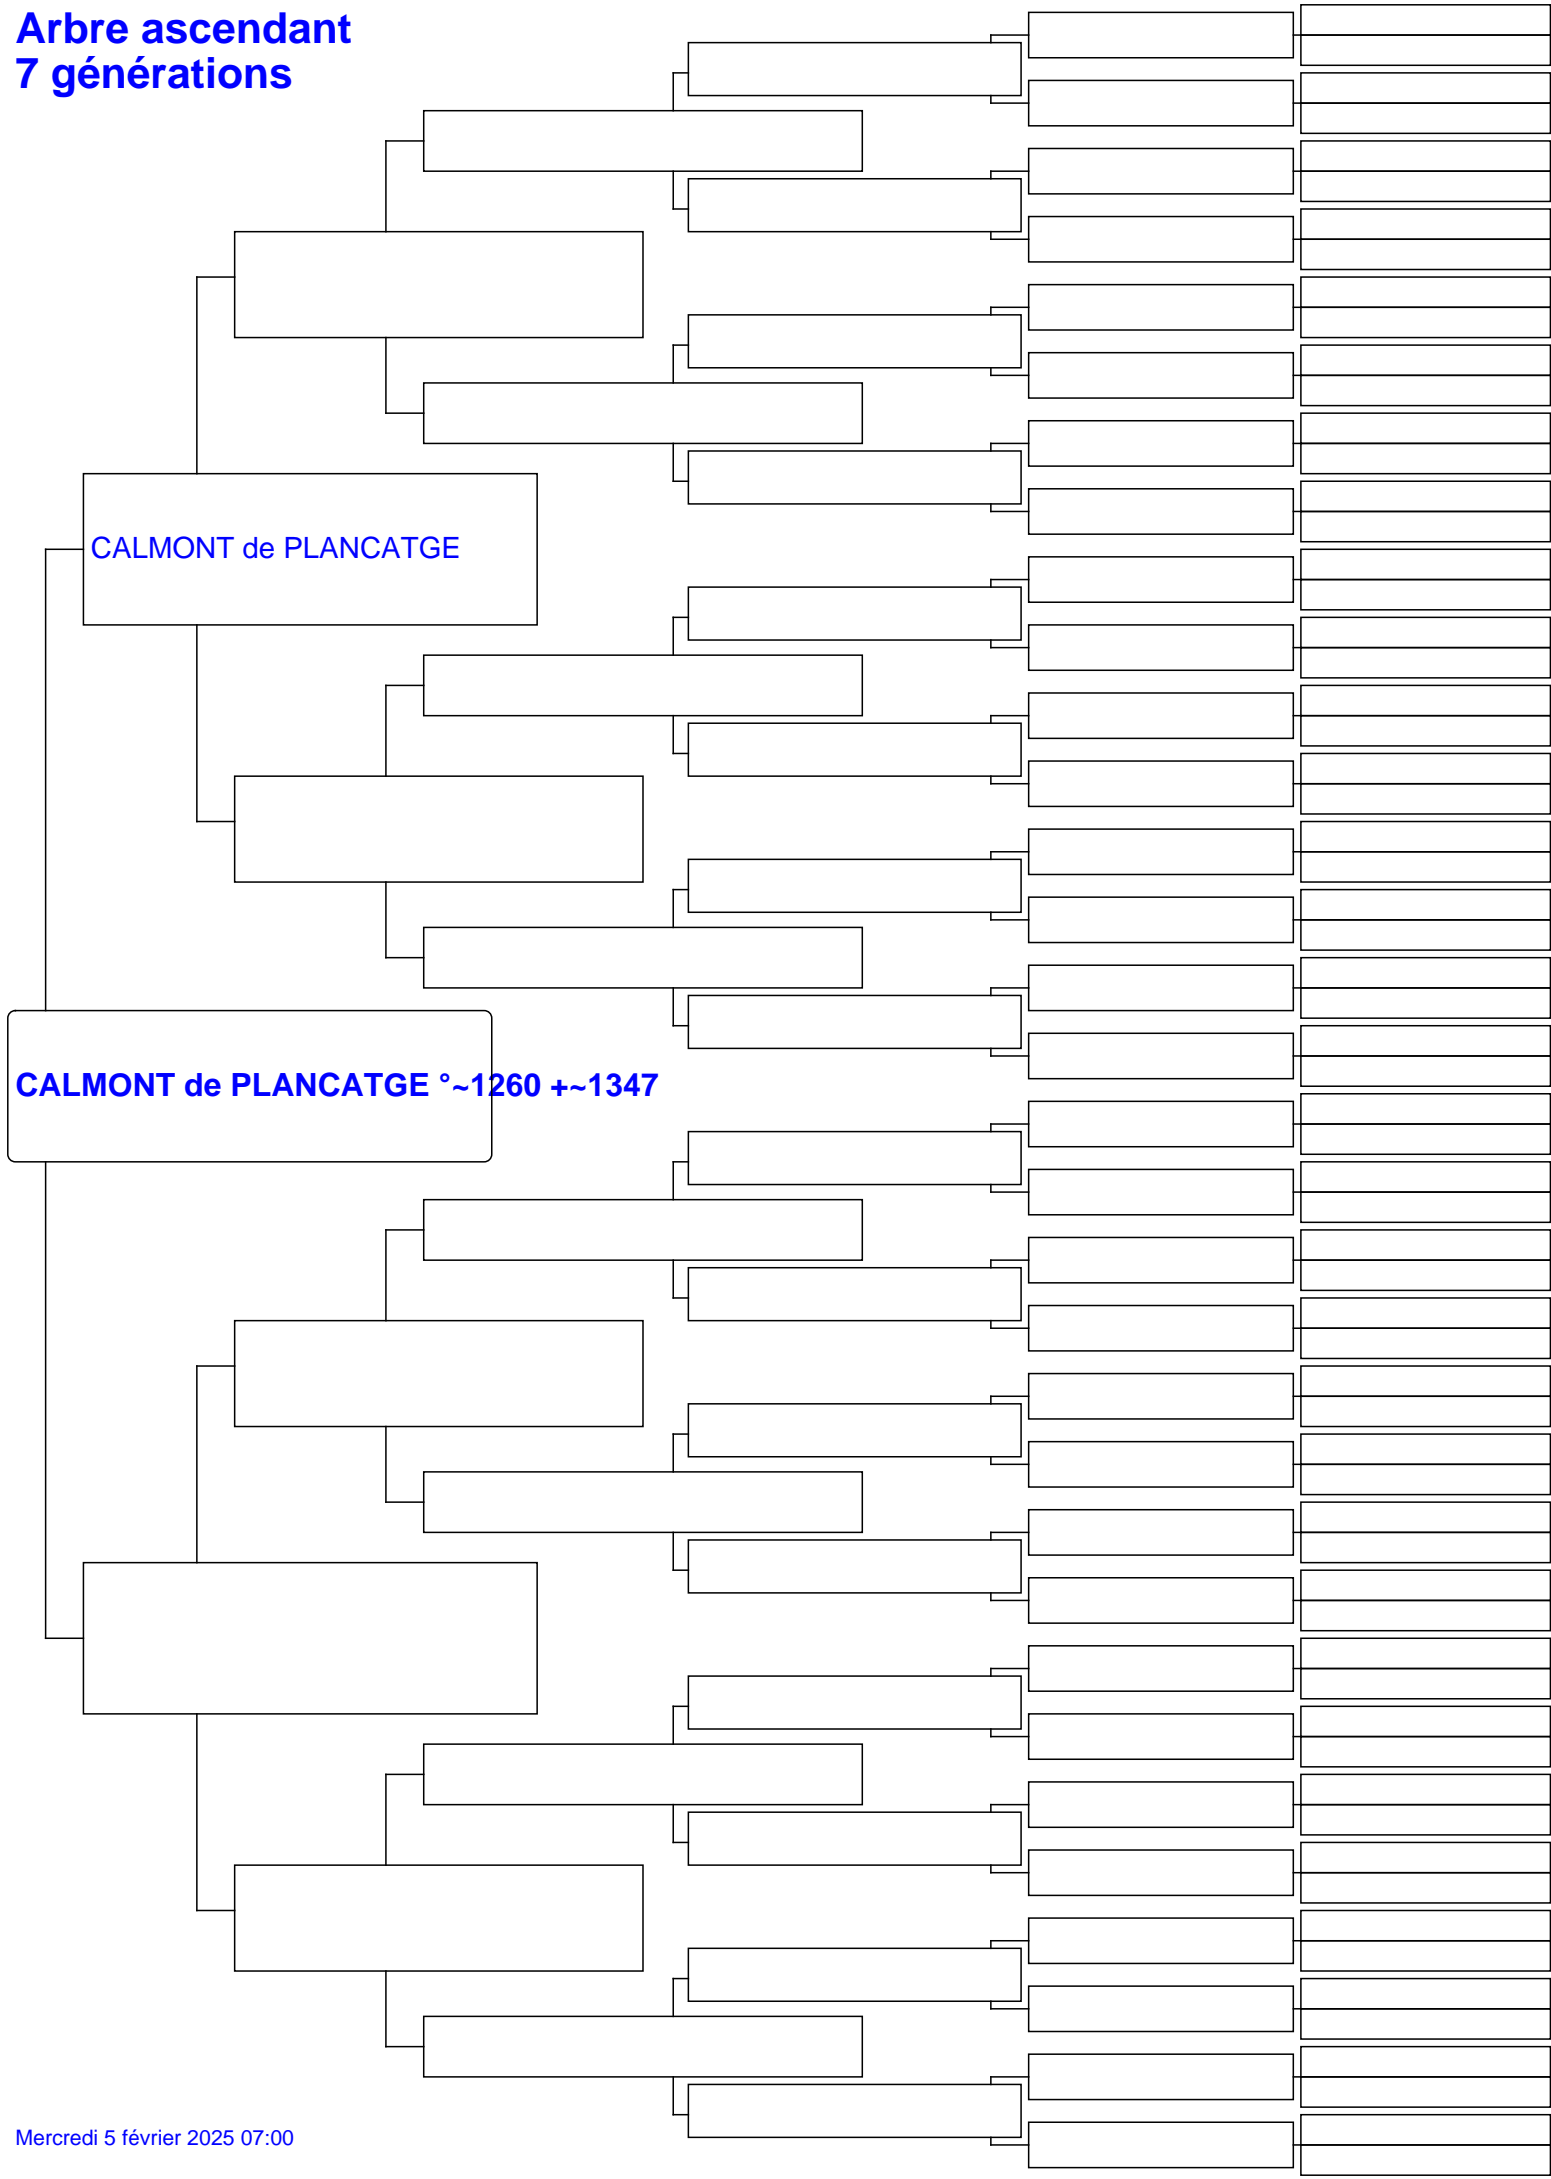 Arbre ascendant
7 générations
CALMONT de PLANCATGE
CALMONT de PLANCATGE °~1260 +~1347
Mercredi 5 février 2025 07:00